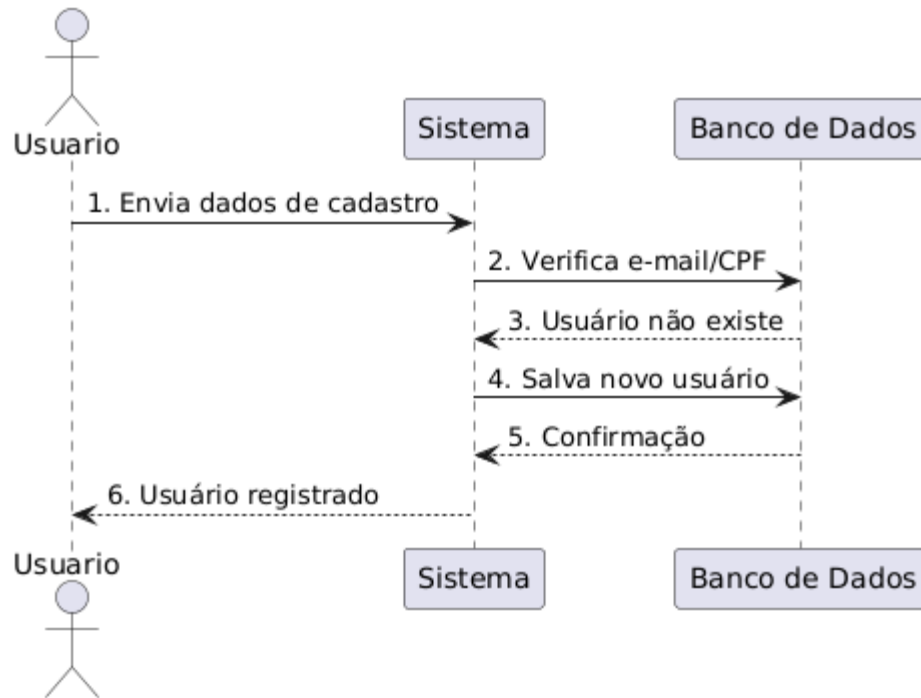 Usuario
Sistema
Banco de Dados
1. Envia dados de cadastro
2. Verifica e-mail/CPF
3. Usuário não existe
4. Salva novo usuário
5. Confirmação
6. Usuário registrado
Usuario
Sistema
Banco de Dados